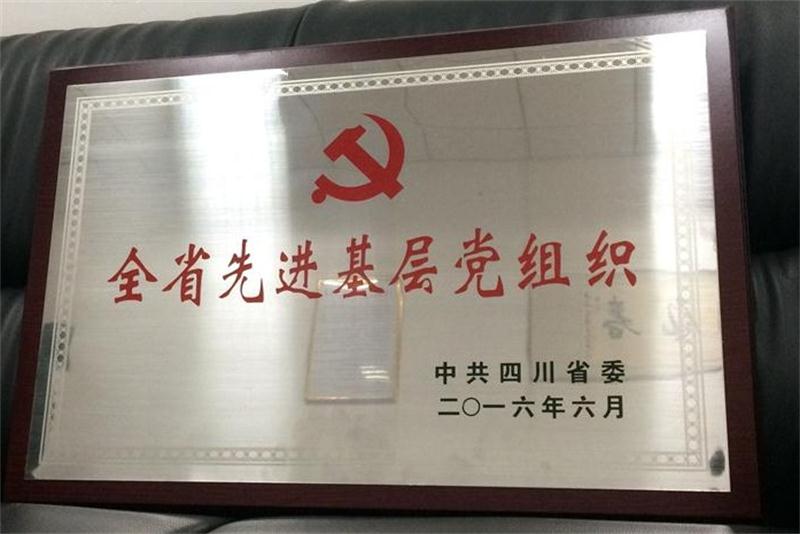 全省先进基层党组织
中共四川省委
二〇一六年六月